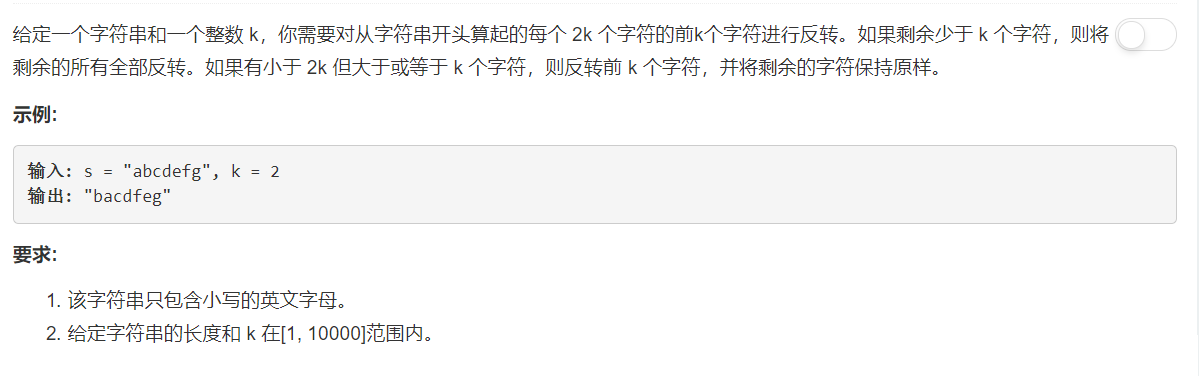 给定一个字符串和一个整数 k，你需要对从字符串开头算起的每个 2k 个字符的前k个字符进行反转。如果剩余少于 k 个字符，则将
剩余的所有全部反转。如果有小于 2k 但大于或等于 k 个字符，则反转前 k 个字符，并将剩余的字符保持原样。
示例:
输入: s = "abcdefg", k = 2
输出: "bacdfeg"
要求:
1. 该字符串只包含小写的英文字母。
2. 给定字符串的长度和 k 在[1, 10000]范围内。